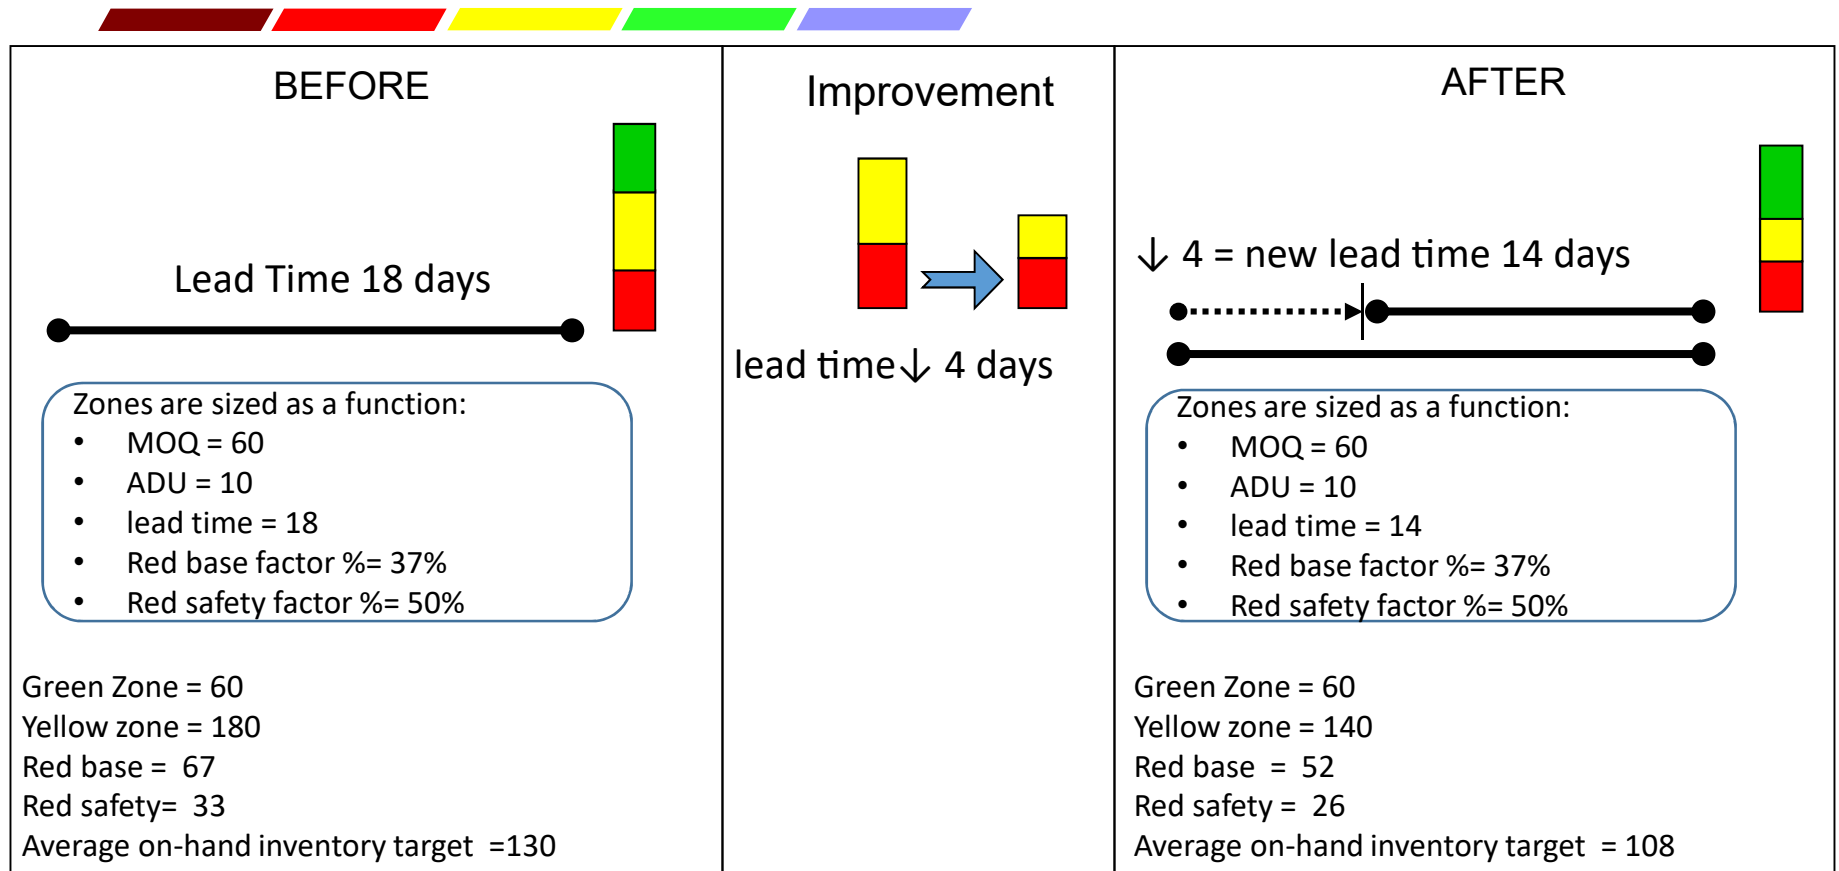 BEFORE
Lead Time 18 days
Zones are sized as a function:
• MOQ = 60
• ADU = 10
• lead time = 18
• Red base factor %= 37%
• Red safety factor %= 50%
Green Zone = 60
Yellow zone = 180
Red base = 67
Red safety= 33
Average on-hand inventory target =130
Improvement
lead time↓ 4 days
AFTER
↓ 4 = new lead time 14 days
Zones are sized as a function:
• MOQ = 60
• ADU = 10
• lead time = 14
• Red base factor %= 37%
• Red safety factor %= 50%
Green Zone = 60
Yellow zone = 140
Red base = 52
Red safety = 26
Average on-hand inventory target = 108